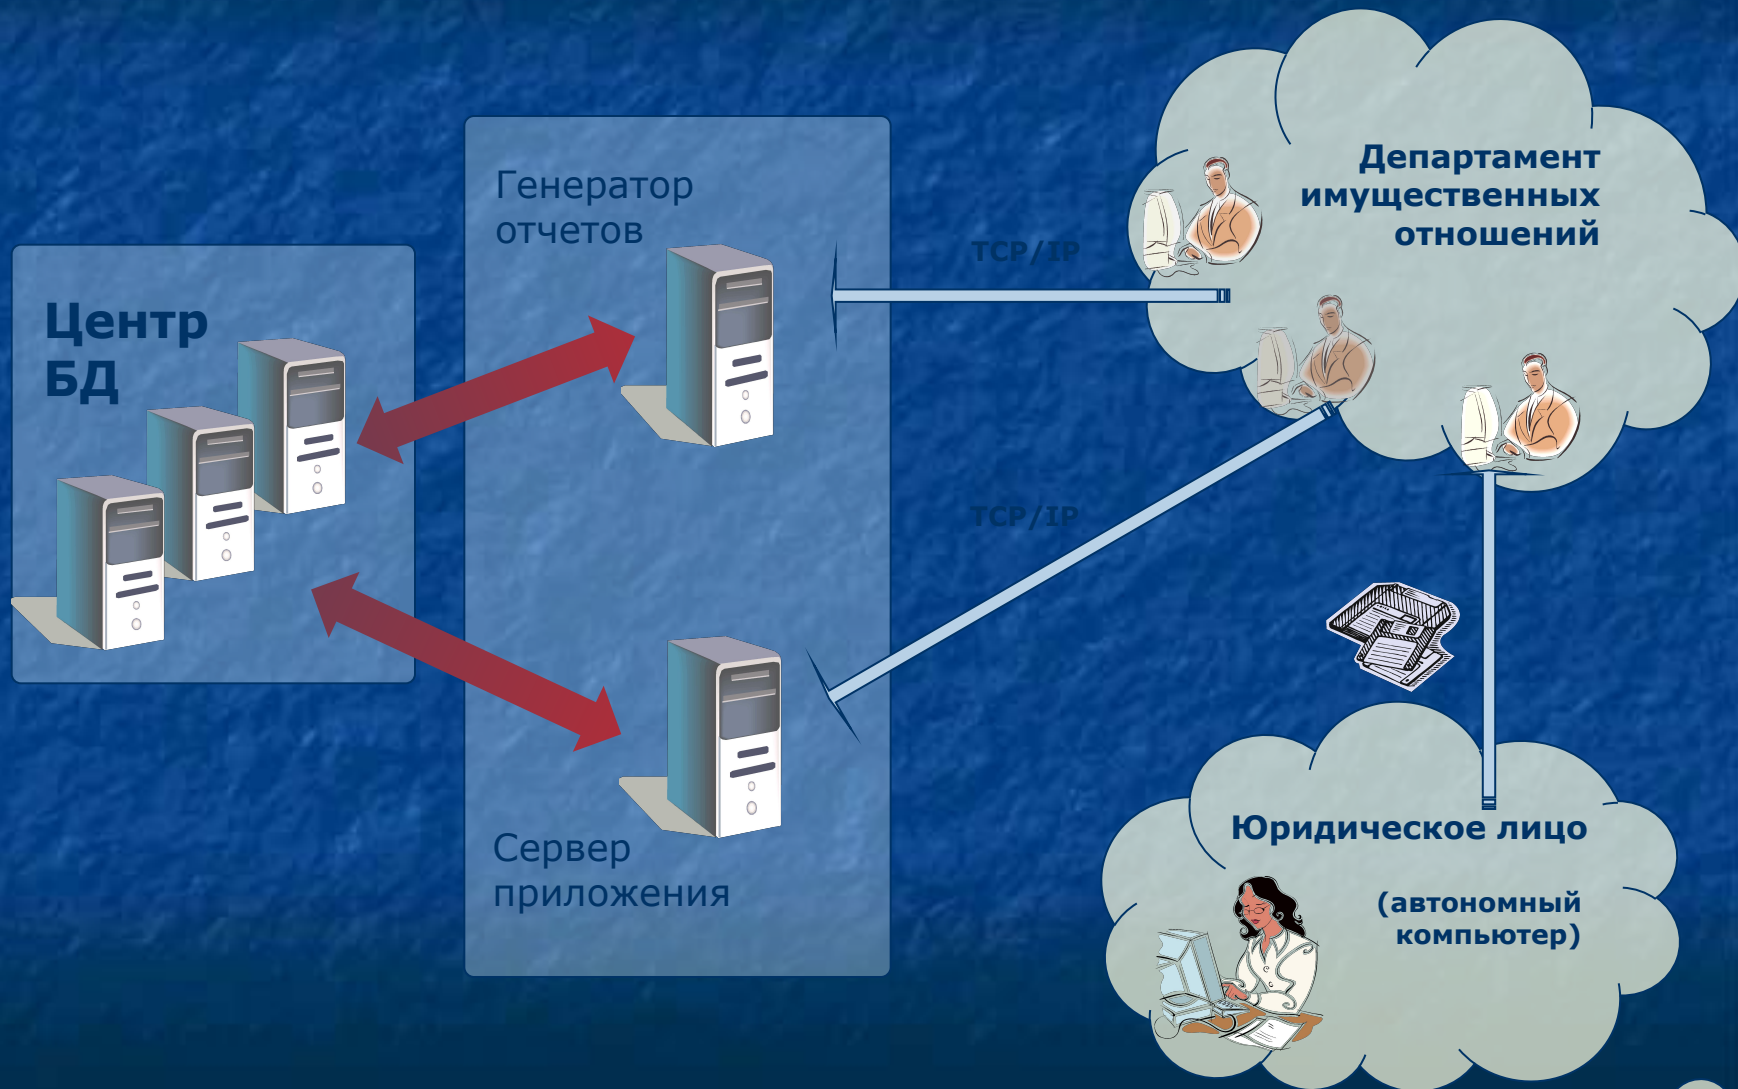 Центр
БД
Генератор
отчетов
Сервер
приложения
TCP/IP
TCP/IP
Департамент
имущественных
отношений
Юридическое лицо
(автономный
компьютер)